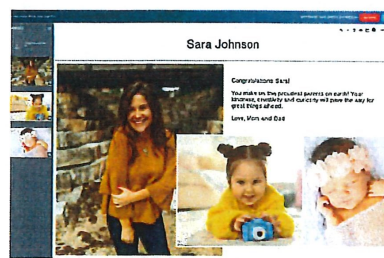 Sara Johnson
Congratulations Sara!
You make us the proudest parents on earth! Your
kindness, creativity and curiosity will pave the way for
great things ahead.
Love, Mom and Dad